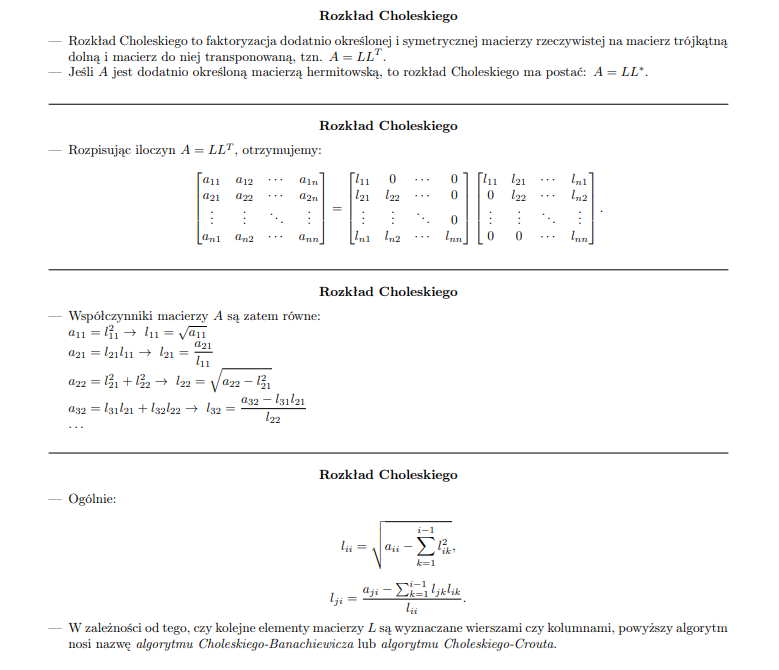 Rozkład Choleskiego
— Rozkład Choleskiego to faktoryzacja dodatnio określonej i symetrycznej macierzy rzeczywistej na macierz trójkątną
dolną i macierz do niej transponowaną, tzn. $A = LL^T$.
— Jeśli $A$ jest dodatnio określoną macierzą hermitowską, to rozkład Choleskiego ma postać: $A = LL^*$.
Rozkład Choleskiego
— Rozpisując iloczyn $A = LL^T$, otrzymujemy:
$\begin{bmatrix} a_{11} & a_{12} & \cdots & a_{1n} \\ a_{21} & a_{22} & \cdots & a_{2n} \\ \vdots & \vdots & \ddots & \vdots \\ a_{n1} & a_{n2} & \cdots & a_{nn} \end{bmatrix} = \begin{bmatrix} l_{11} & 0 & \cdots & 0 \\ l_{21} & l_{22} & \cdots & 0 \\ \vdots & \vdots & \ddots & 0 \\ l_{n1} & l_{n2} & \cdots & l_{nn} \end{bmatrix} \begin{bmatrix} l_{11} & l_{21} & \cdots & l_{n1} \\ 0 & l_{22} & \cdots & l_{n2} \\ \vdots & \vdots & \ddots & \vdots \\ 0 & 0 & \cdots & l_{nn} \end{bmatrix}.$
Rozkład Choleskiego
— Współczynniki macierzy $A$ są zatem równe:
$a_{11} = l_{11}^2 \rightarrow l_{11} = \sqrt{a_{11}}$
$a_{21} = l_{21}l_{11} \rightarrow l_{21} = \frac{a_{21}}{l_{11}}$
$a_{22} = l_{21}^2 + l_{22}^2 \rightarrow l_{22} = \sqrt{a_{22} - l_{21}^2}$
$a_{32} = l_{31}l_{21} + l_{32}l_{22} \rightarrow l_{32} = \frac{a_{32} - l_{31}l_{21}}{l_{22}}$
...
Rozkład Choleskiego
— Ogólnie:
$l_{ii} = \sqrt{a_{ii} - \sum_{k=1}^{i-1} l_{ik}^2},$
$l_{ji} = \frac{a_{ji} - \sum_{k=1}^{i-1} l_{jk}l_{ik}}{l_{ii}}.$
— W zależności od tego, czy kolejne elementy macierzy $L$ są wyznaczane wierszami czy kolumnami, powyższy algorytm
nosi nazwę algorytmu Choleskiego-Banachiewicza lub algorytmu Choleskiego-Crouta.